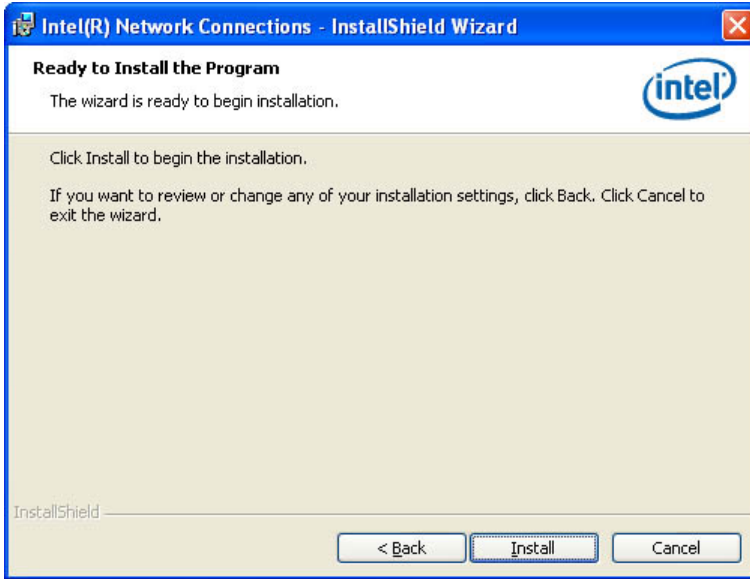 Intel(R) Network Connections - InstallShield Wizard
Ready to Install the Program
The wizard is ready to begin installation.
intel
Click Install to begin the installation.
If you want to review or change any of your installation settings, click Back. Click Cancel to
exit the wizard.
InstallShield
< Back
Install
Cancel